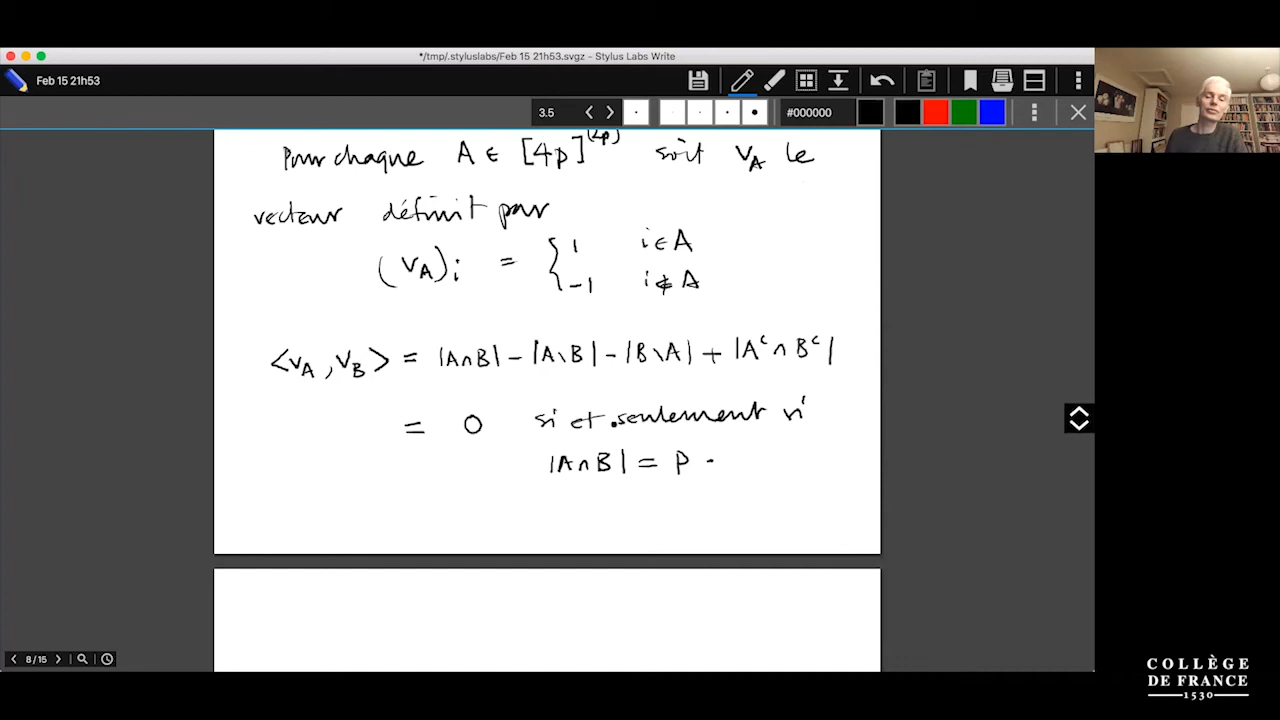 */tmp/.styluslabs/Feb 15 21h53.svgz - Stylus Labs Write
Feb 15 21h53
3.5
#000000
Pour chaque A ∈ [4p]^(2p) soit v_A le
vecteur définit par
(v_A)_i = { 1 i ∈ A
-1 i ∉ A
<v_A, v_B> = |A∩B| - |A\B| - |B\A| + |A^c ∩ B^c|
= 0 si et seulement si
|A∩B| = p.
8/15
COLLÈGE
DE FRANCE
1530